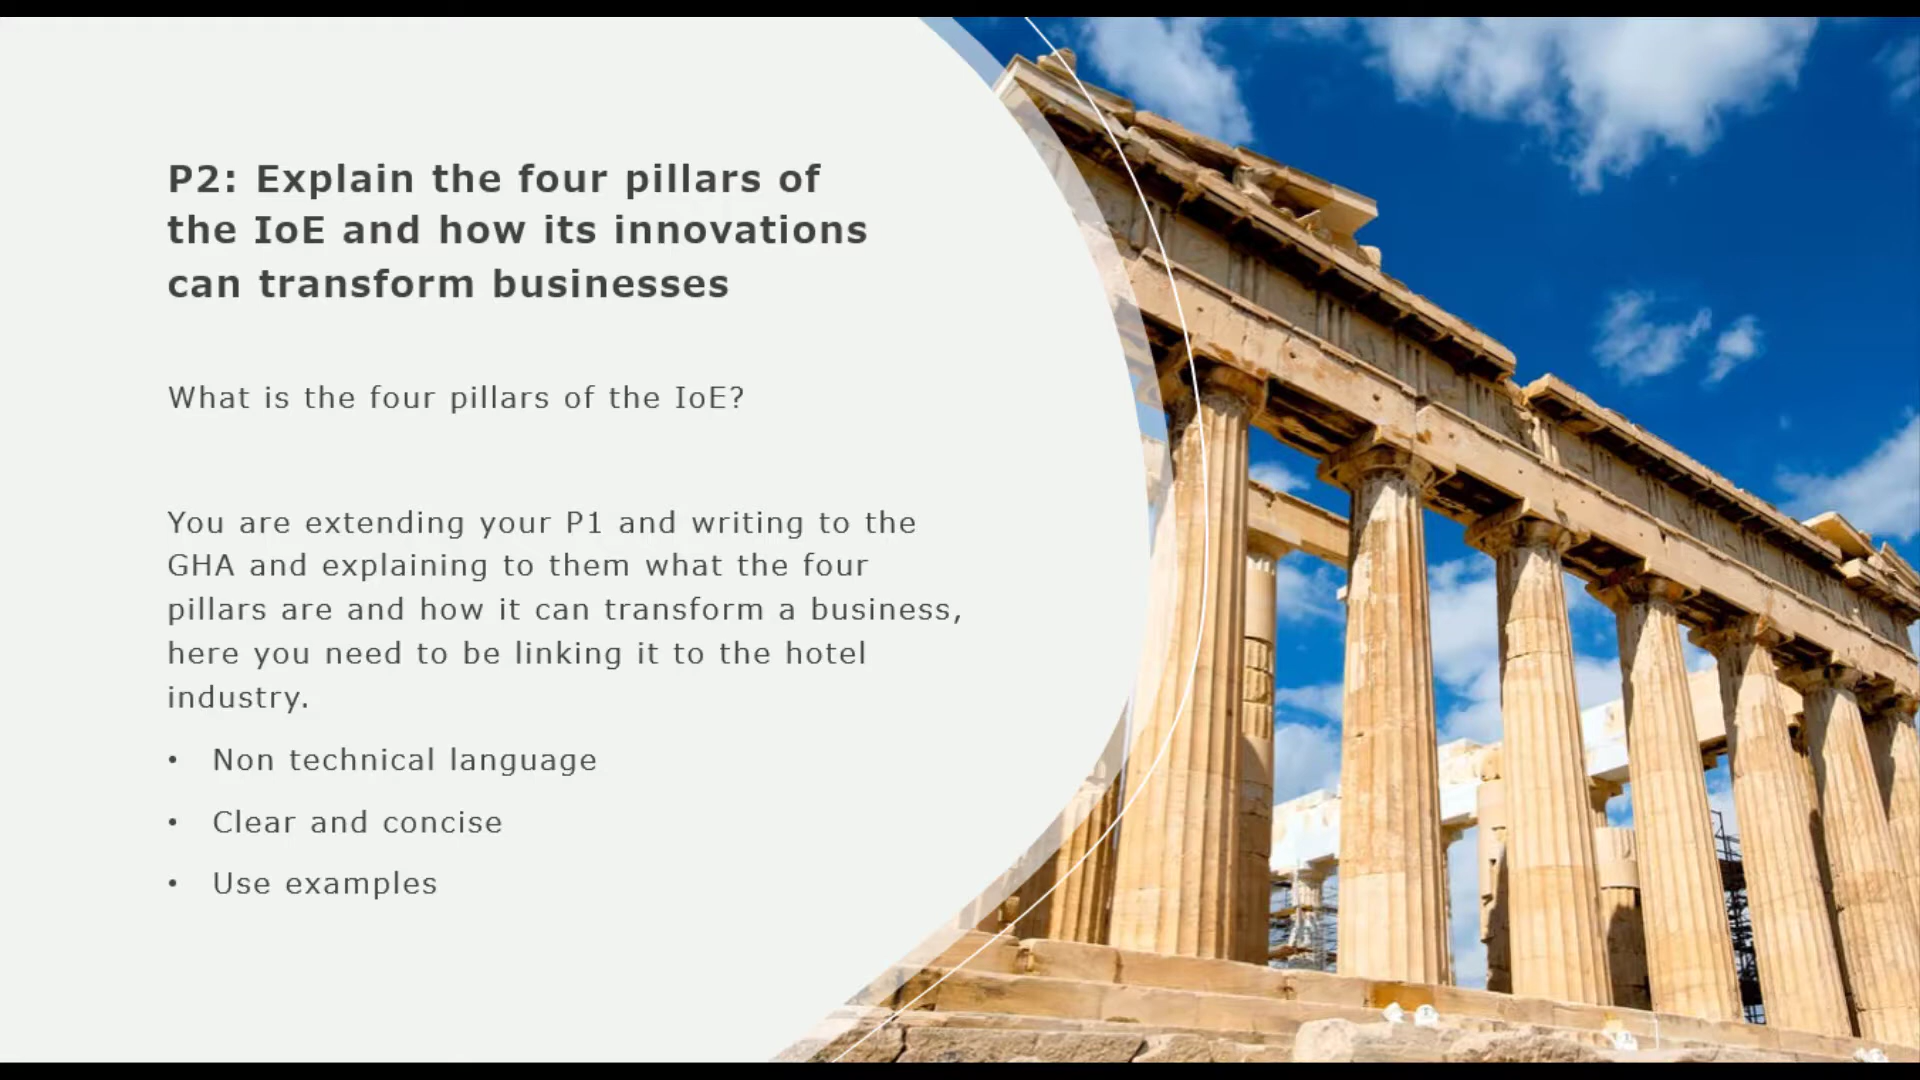 P2: Explain the four pillars of
the IoE and how its innovations
can transform businesses
What is the four pillars of the IoE?
You are extending your P1 and writing to the
GHA and explaining to them what the four
pillars are and how it can transform a business,
here you need to be linking it to the hotel
industry.
• Non technical language
• Clear and concise
• Use examples